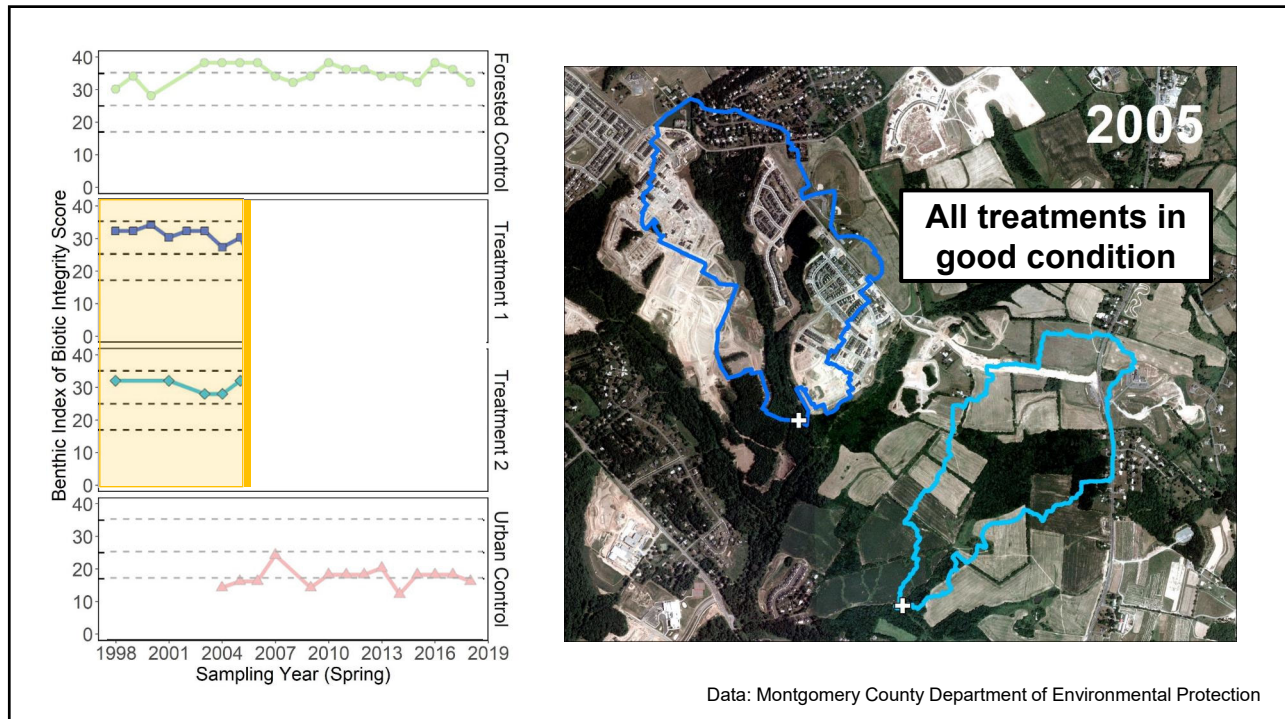 Benthic Index of Biotic Integrity Score
40
30
20
10
0
Forested Control
40
30
20
10
0
Treatment 1
40
30
20
10
0
Treatment 2
40
30
20
10
0
Urban Control
1998 2001 2004 2007 2010 2013 2016 2019
Sampling Year (Spring)
2005
All treatments in
good condition
Data: Montgomery County Department of Environmental Protection